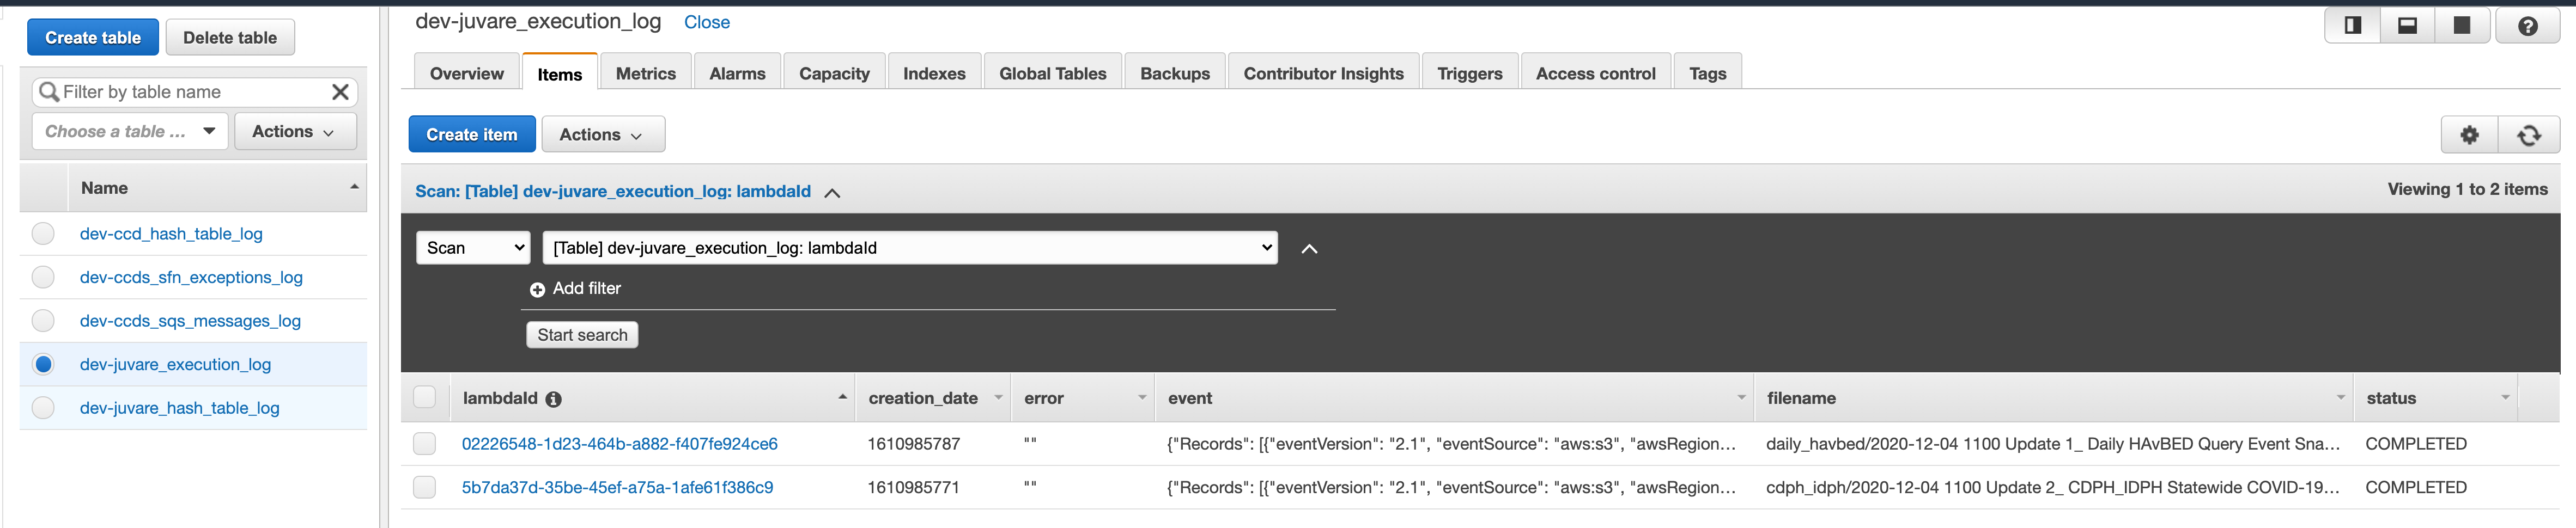 Create table Delete table
Filter by table name
Choose a table ... Actions
Name
dev-ccd_hash_table_log
dev-ccds_sfn_exceptions_log
dev-ccds_sqs_messages_log
dev-juvare_execution_log
dev-juvare_hash_table_log
dev-juvare_execution_log Close
Overview Items Metrics Alarms Capacity Indexes Global Tables Backups Contributor Insights Triggers Access control Tags
Create item Actions
Scan: [Table] dev-juvare_execution_log: lambdaId Viewing 1 to 2 items
Scan [Table] dev-juvare_execution_log: lambdaId
Add filter
Start search
lambdaId creation_date error event filename status
02226548-1d23-464b-a882-f407fe924ce6 1610985787 "" {"Records": [{"eventVersion": "2.1", "eventSource": "aws:s3", "awsRegion... daily_havbed/2020-12-04 1100 Update 1_ Daily HAvBED Query Event Sna... COMPLETED
5b7da37d-35be-45ef-a75a-1afe61f386c9 1610985771 "" {"Records": [{"eventVersion": "2.1", "eventSource": "aws:s3", "awsRegion... cdph_idph/2020-12-04 1100 Update 2_ CDPH_IDPH Statewide COVID-19... COMPLETED